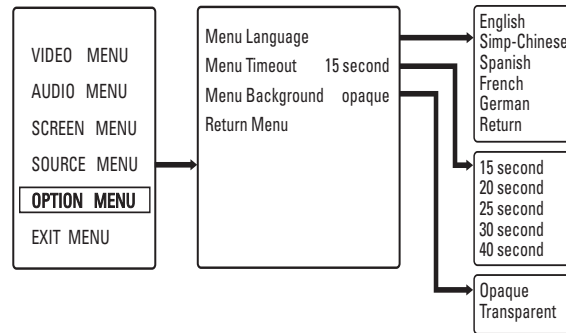 VIDEO MENU
AUDIO MENU
SCREEN MENU
SOURCE MENU
OPTION MENU
EXIT MENU
Menu Language
Menu Timeout 15 second
Menu Background opaque
Return Menu
English
Simp-Chinese
Spanish
French
German
Return
15 second
20 second
25 second
30 second
40 second
Opaque
Transparent